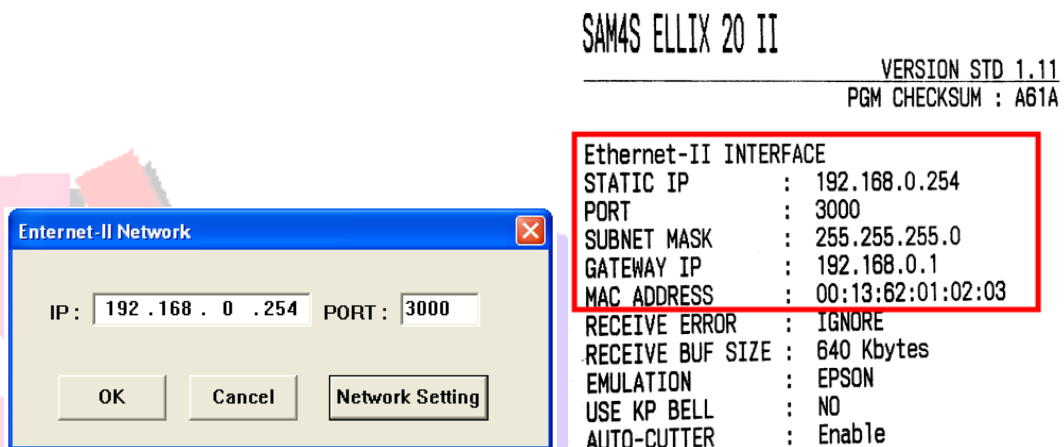 Enternet-II Network
IP : 192 . 168 . 0 . 254 PORT : 3000
OK Cancel Network Setting
SAM4S ELLIX 20 II
VERSION STD 1.11
PGM CHECKSUM : A61A
Ethernet-II INTERFACE
STATIC IP : 192.168.0.254
PORT : 3000
SUBNET MASK : 255.255.255.0
GATEWAY IP : 192.168.0.1
MAC ADDRESS : 00:13:62:01:02:03
RECEIVE ERROR : IGNORE
RECEIVE BUF SIZE : 640 Kbytes
EMULATION : EPSON
USE KP BELL : NO
AUTO-CUTTER : Enable